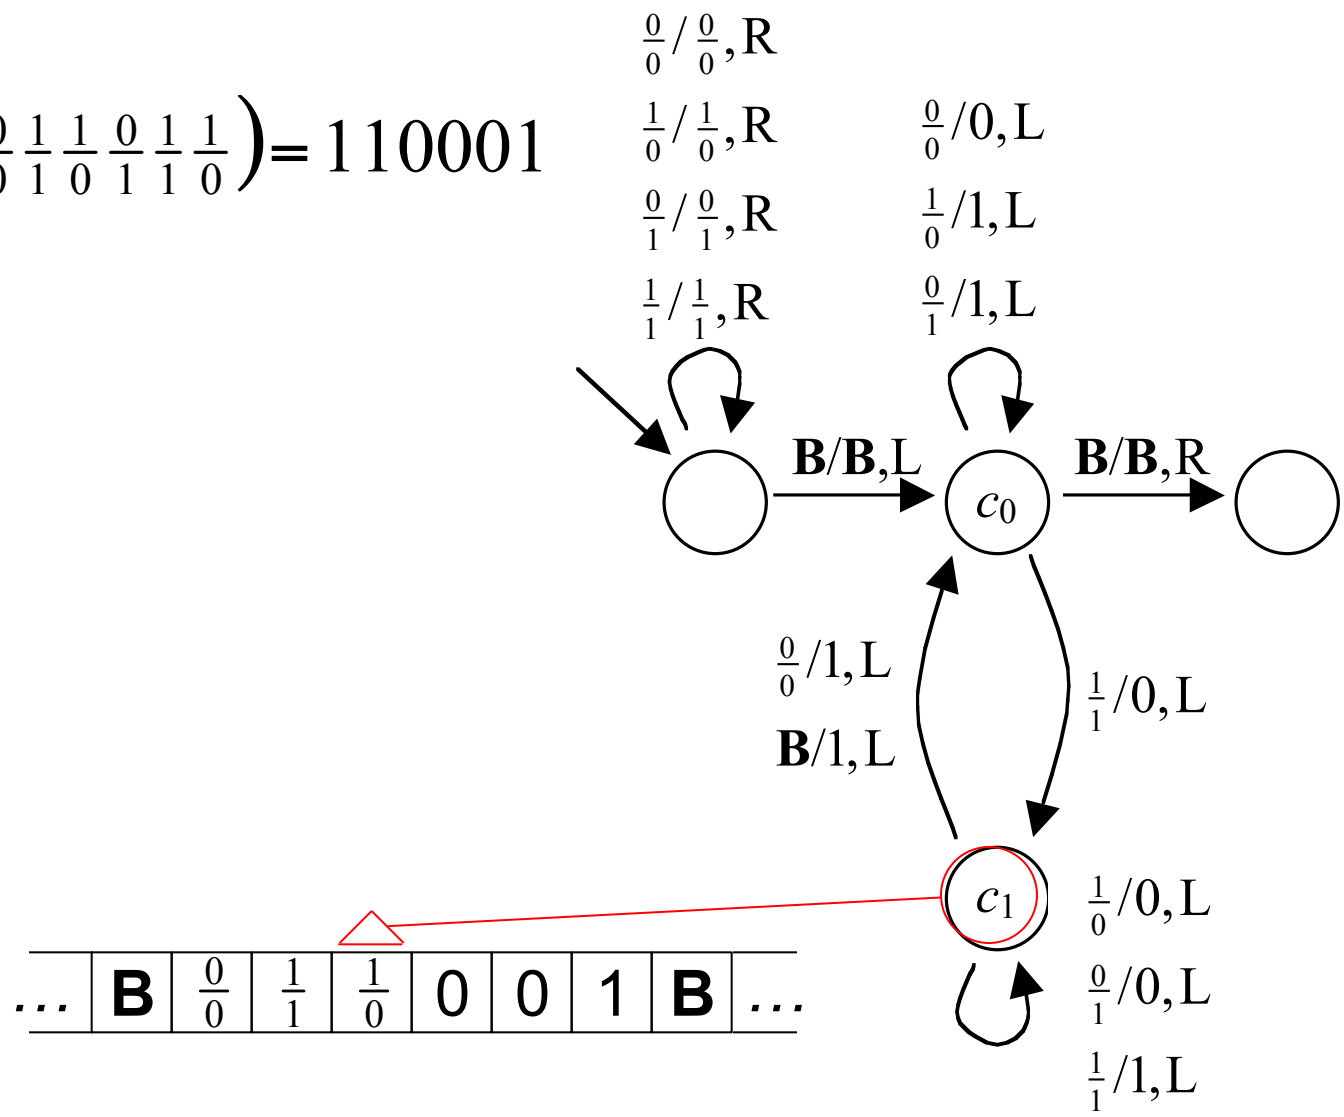 0/0 1/1 1/0 0/1 1/1 1/0 ) = 110001
0/0 / 0/0, R
1/0 / 1/0, R
0/1 / 0/1, R
1/1 / 1/1, R
0/0 /0, L
1/0 /1, L
0/1 /1, L
B/B,L
B/B,R
c0
0/0 /1, L
B/1, L
1/1 /0, L
c1
1/0 /0, L
0/1 /0, L
1/1 /1, L
... B 0/0 1/1 1/0 0 0 1 B ...